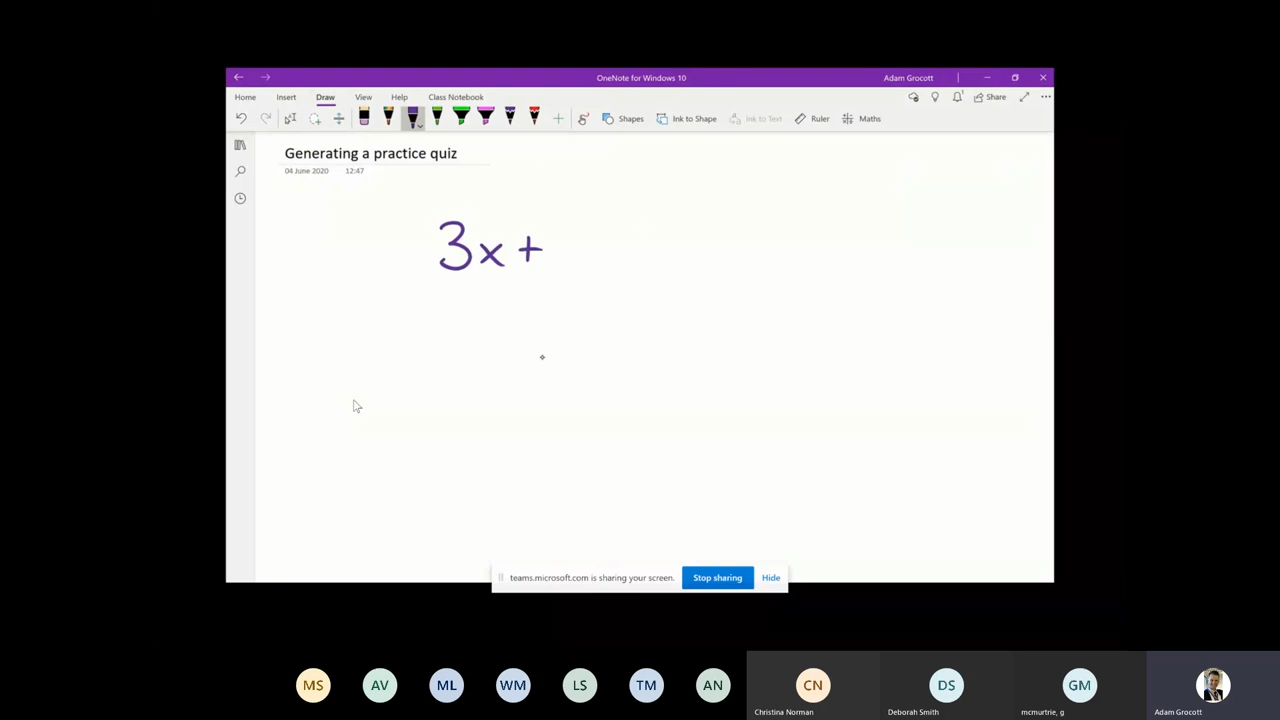 OneNote for Windows 10
Adam Grocott
Home Insert Draw View Help Class Notebook
Share
Shapes Ink to Shape Ink to Text Ruler Maths
Generating a practice quiz
04 June 2020 12:47
3x +
teams.microsoft.com is sharing your screen. Stop sharing Hide
MS AV ML WM LS TM AN CN DS GM
Christina Norman Deborah Smith mcmurtrie, g Adam Grocott